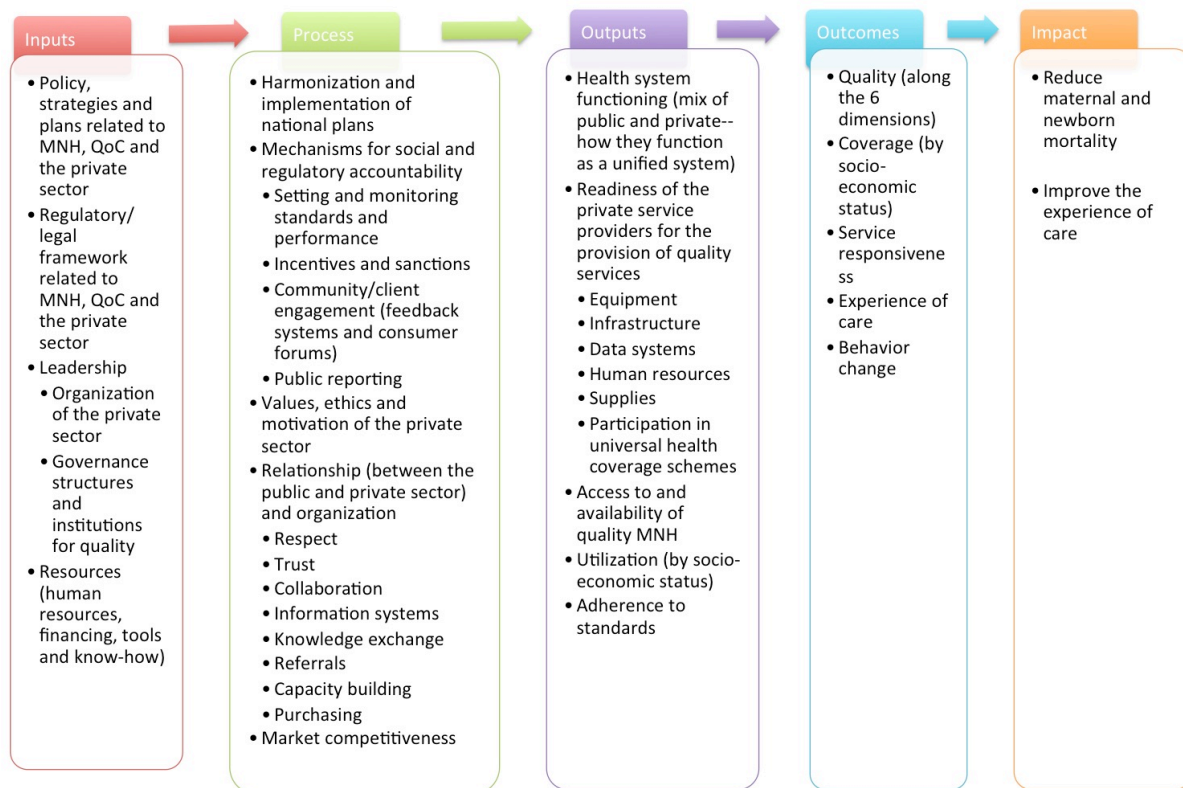 Inputs
• Policy,
strategies and
plans related to
MNH, QoC and
the private
sector
• Regulatory/
legal
framework
related to
MNH, QoC and
the private
sector
• Leadership
• Organization
of the private
sector
• Governance
structures
and
institutions
for quality
• Resources
(human
resources,
financing, tools
and know-how)
Process
• Harmonization and
implementation of
national plans
• Mechanisms for social and
regulatory accountability
• Setting and monitoring
standards and
performance
• Incentives and sanctions
• Community/client
engagement (feedback
systems and consumer
forums)
• Public reporting
• Values, ethics and
motivation of the private
sector
• Relationship (between the
public and private sector)
and organization
• Respect
• Trust
• Collaboration
• Information systems
• Knowledge exchange
• Referrals
• Capacity building
• Purchasing
• Market competitiveness
Outputs
• Health system
functioning (mix of
public and private--
how they function
as a unified system)
• Readiness of the
private service
providers for the
provision of quality
services
• Equipment
• Infrastructure
• Data systems
• Human resources
• Supplies
• Participation in
universal health
coverage schemes
• Access to and
availability of
quality MNH
• Utilization (by socio-
economic status)
• Adherence to
standards
Outcomes
• Quality (along
the 6
dimensions)
• Coverage (by
socio-
economic
status)
• Service
responsivene
ss
• Experience of
care
• Behavior
change
Impact
• Reduce
maternal and
newborn
mortality
• Improve the
experience of
care